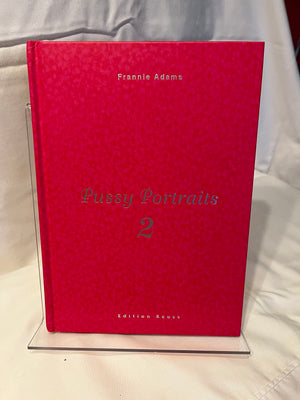 Frannie Adams
Pussy Portraits
2
Edition Reuss